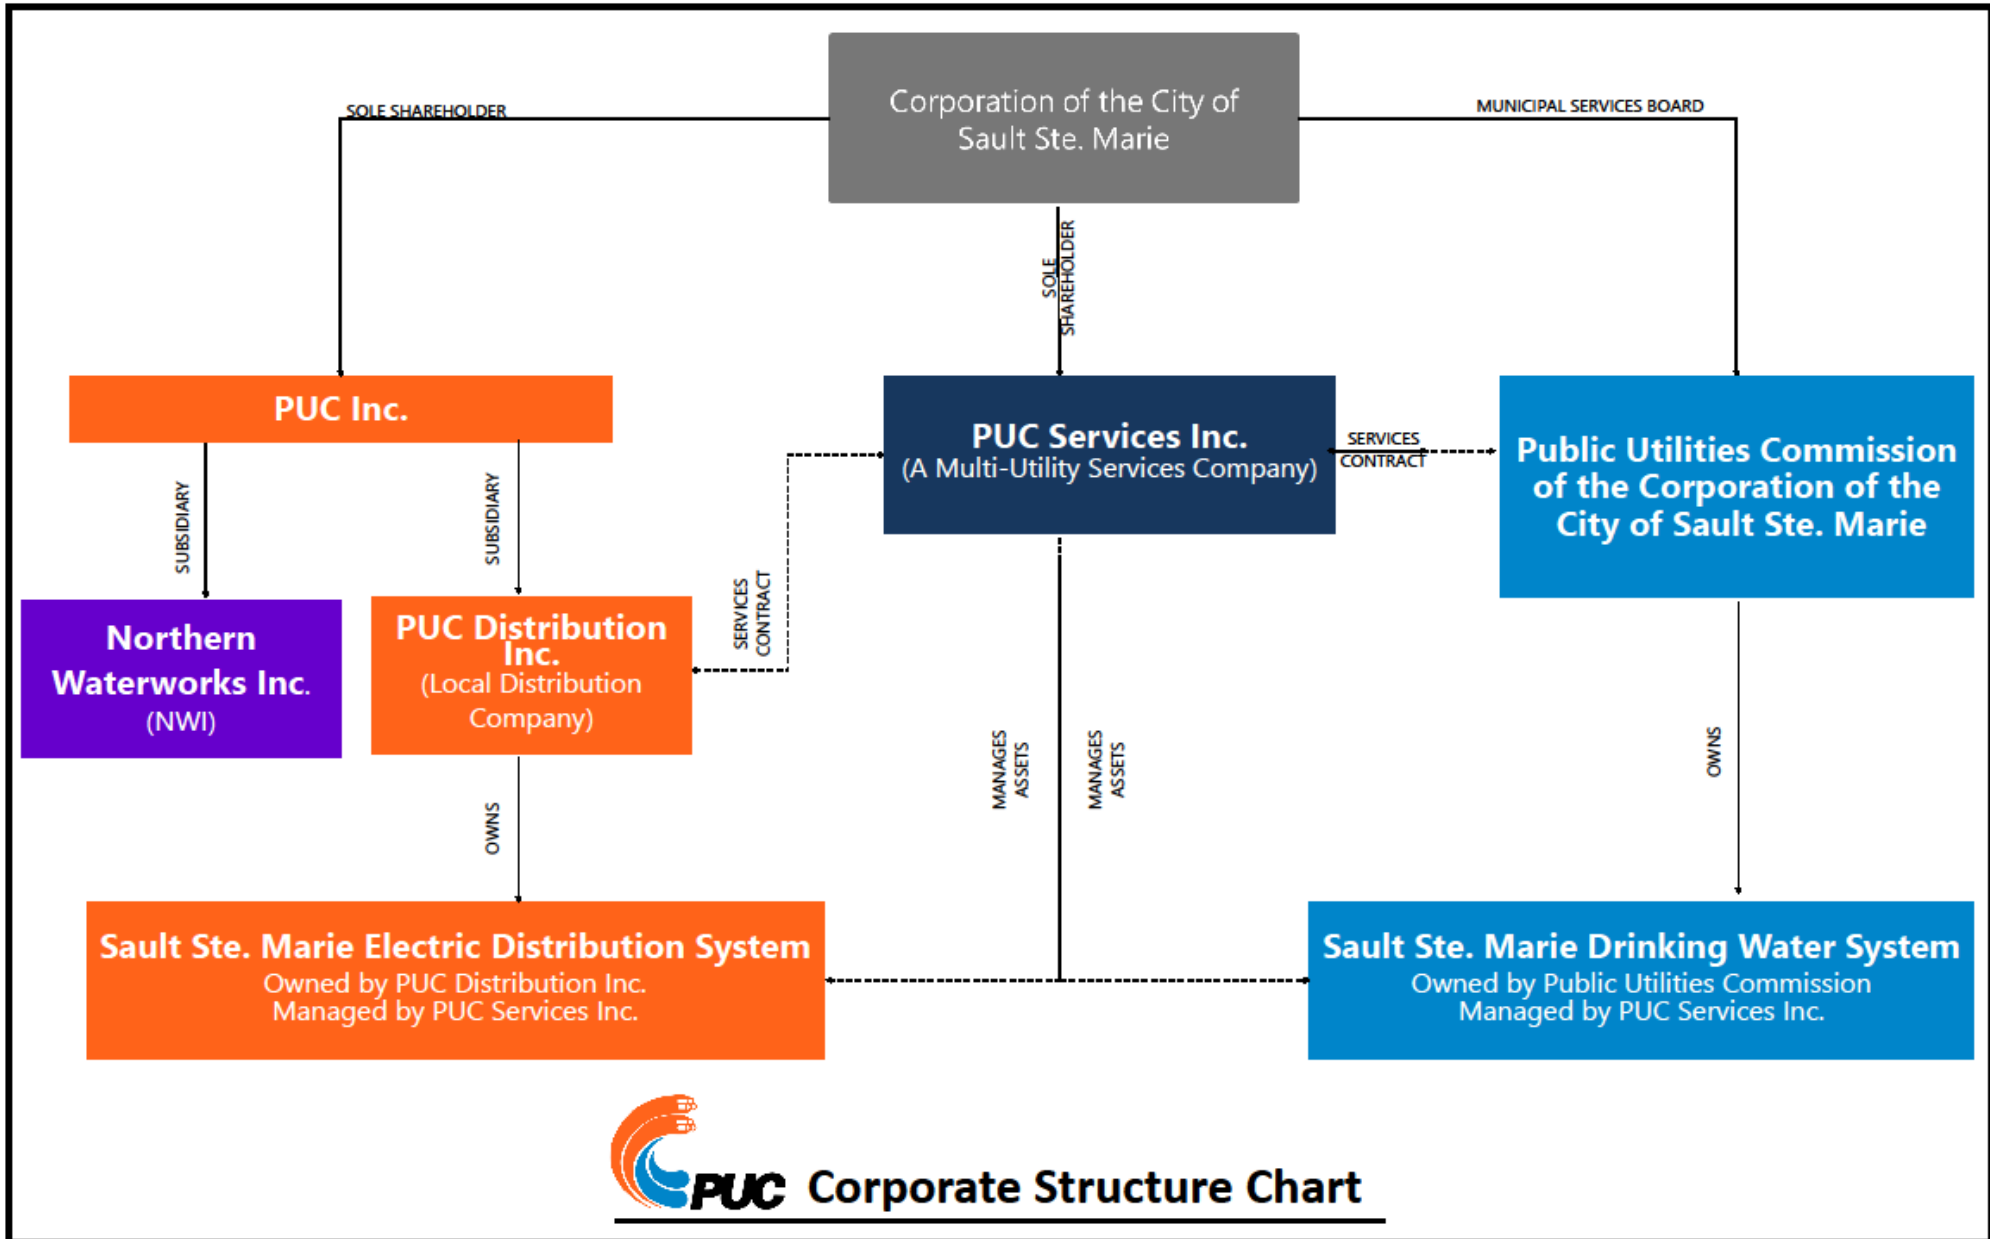 Corporation of the City of
Sault Ste. Marie
SOLE SHAREHOLDER
MUNICIPAL SERVICES BOARD
SOLE
SHAREHOLDER
PUC Inc.
PUC Services Inc.
(A Multi-Utility Services Company)
SERVICES
CONTRACT
Public Utilities Commission
of the Corporation of the
City of Sault Ste. Marie
SUBSIDIARY
SUBSIDIARY
SERVICES
CONTRACT
Northern
Waterworks Inc.
(NWI)
PUC Distribution
Inc.
(Local Distribution
Company)
OWNS
MANAGES
ASSETS
MANAGES
ASSETS
OWNS
Sault Ste. Marie Electric Distribution System
Owned by PUC Distribution Inc.
Managed by PUC Services Inc.
Sault Ste. Marie Drinking Water System
Owned by Public Utilities Commission
Managed by PUC Services Inc.
PUC Corporate Structure Chart